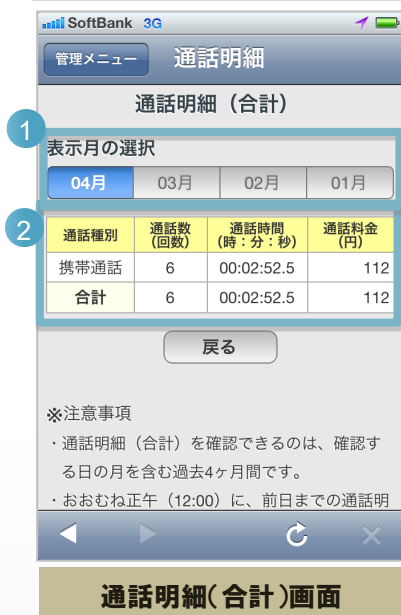 SoftBank 3G
管理メニュー 通話明細
通話明細（合計）
1
表示月の選択
04月 03月 02月 01月
2
通話種別 通話数(回数) 通話時間(時：分：秒) 通話料金(円)
携帯通話 6 00:02:52.5 112
合計 6 00:02:52.5 112
戻る
※注意事項
・通話明細（合計）を確認できるのは、確認す
る日の月を含む過去4ヶ月間です。
・おおむね正午（12:00）に、前日までの通話明
通話明細(合計)画面